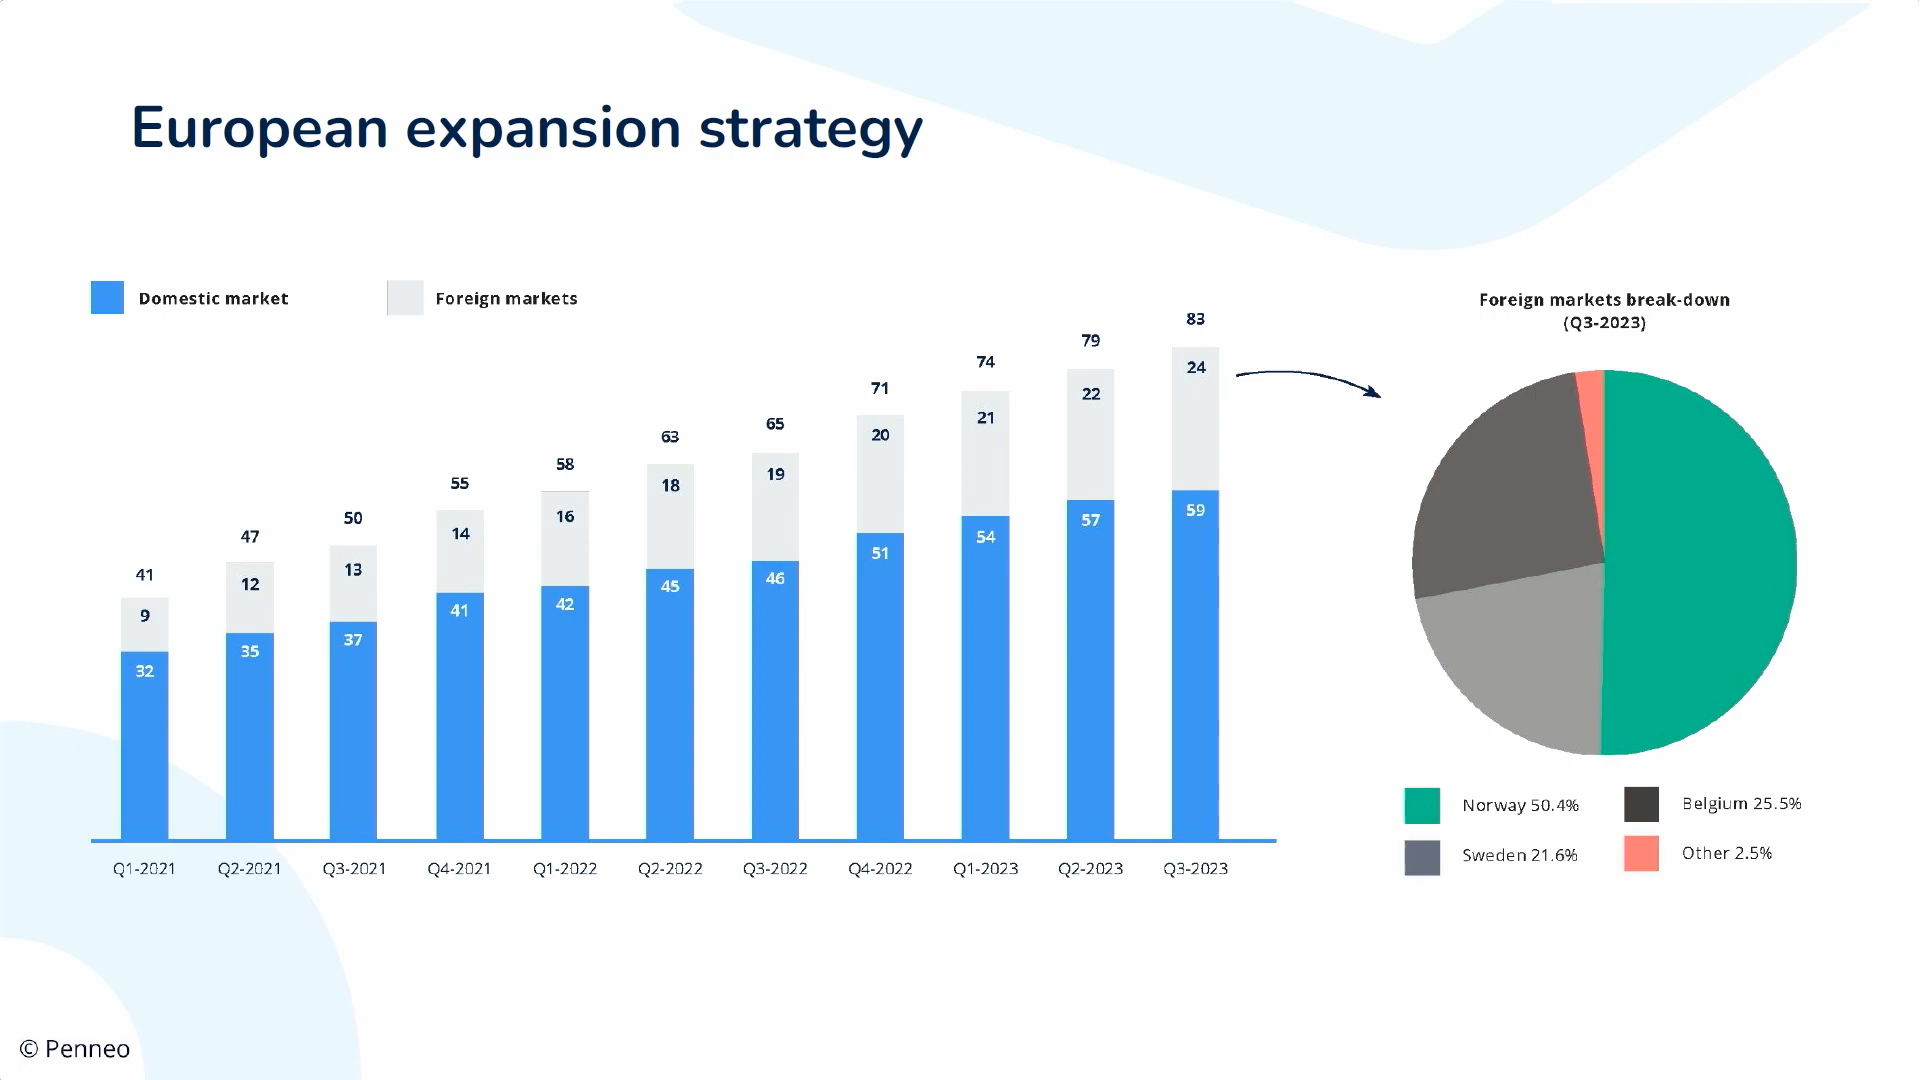 European expansion strategy
Domestic market
Foreign markets
41
9
32
47
12
35
50
13
37
55
14
41
58
16
42
63
18
45
65
19
46
71
20
51
74
21
54
79
22
57
83
24
59
Q1-2021
Q2-2021
Q3-2021
Q4-2021
Q1-2022
Q2-2022
Q3-2022
Q4-2022
Q1-2023
Q2-2023
Q3-2023
Foreign markets break-down
(Q3-2023)
Norway 50.4%
Belgium 25.5%
Sweden 21.6%
Other 2.5%
© Penneo